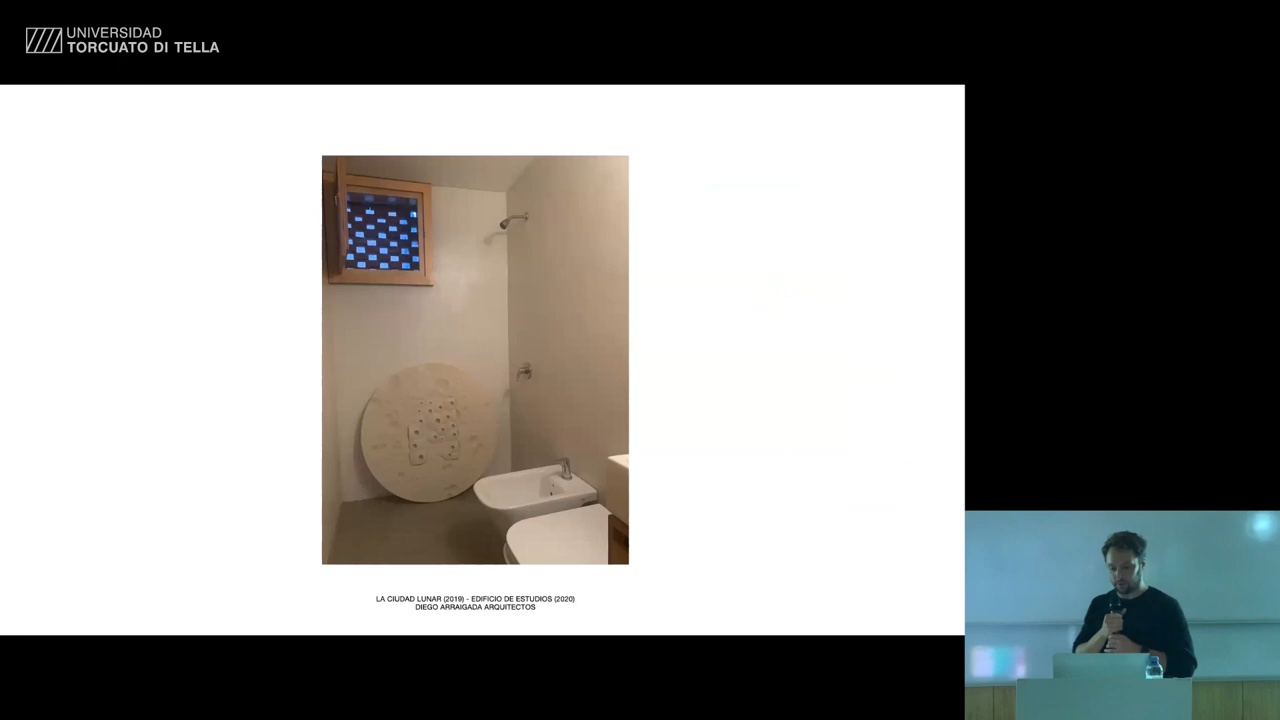 UNIVERSIDAD
TORCUATO DI TELLA
LA CIUDAD LUNAR (2019) - EDIFICIO DE ESTUDIOS (2020)
DIEGO ARRAIGADA ARQUITECTOS